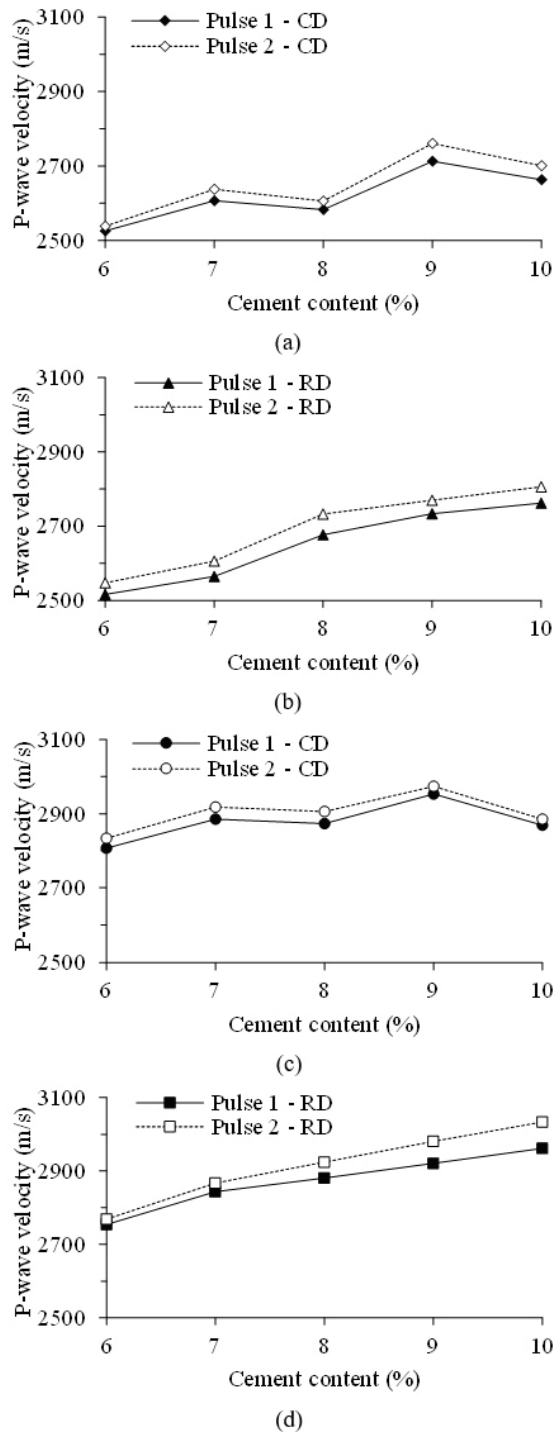 3100
Pulse 1 - CD
Pulse 2 - CD
2900
2700
2500
P-wave velocity (m/s)
6 7 8 9 10
Cement content (%)
(a)
3100
Pulse 1 - RD
Pulse 2 - RD
2900
2700
2500
P-wave velocity (m/s)
6 7 8 9 10
Cement content (%)
(b)
3100
Pulse 1 - CD
Pulse 2 - CD
2900
2700
2500
P-wave velocity (m/s)
6 7 8 9 10
Cement content (%)
(c)
3100
Pulse 1 - RD
Pulse 2 - RD
2900
2700
2500
P-wave velocity (m/s)
6 7 8 9 10
Cement content (%)
(d)